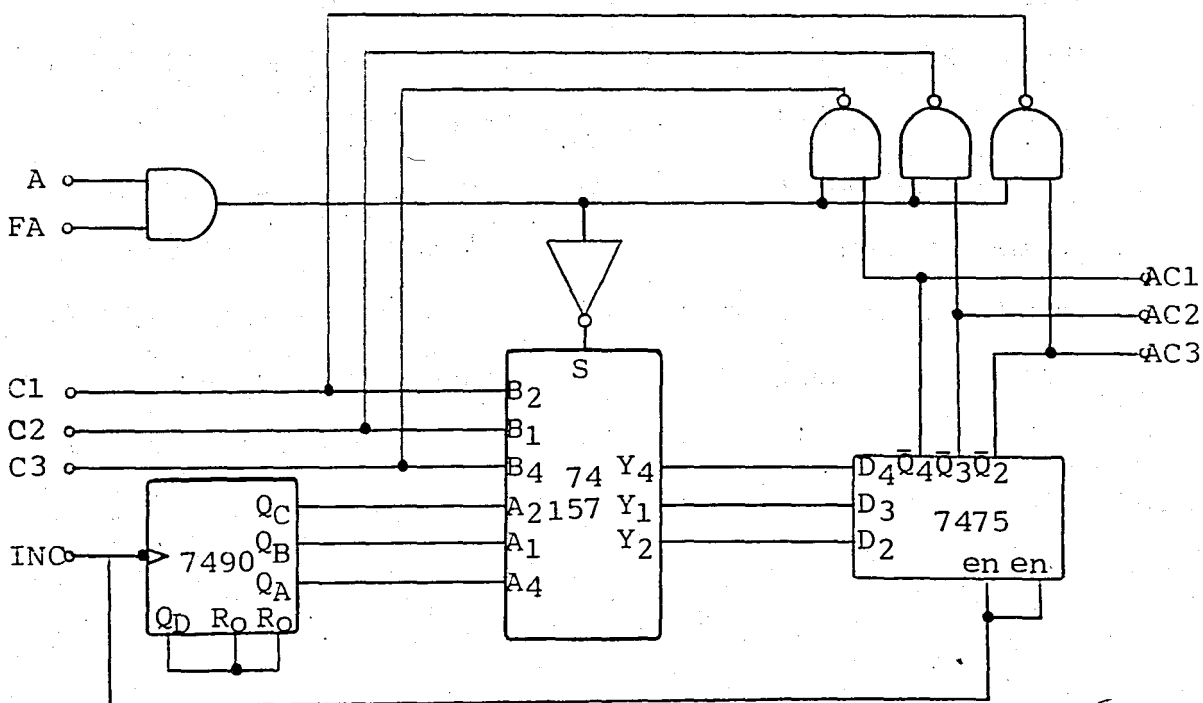 A
FA
AC1
AC2
AC3
S
C1
C2
C3
B2
B1
B4
A2
A1
A4
74
157
Y4
Y1
Y2
D4
D3
D2
Q̄4 Q̄3 Q̄2
7475
en en
INC
7490
QC
QB
QA
QD R0 R0